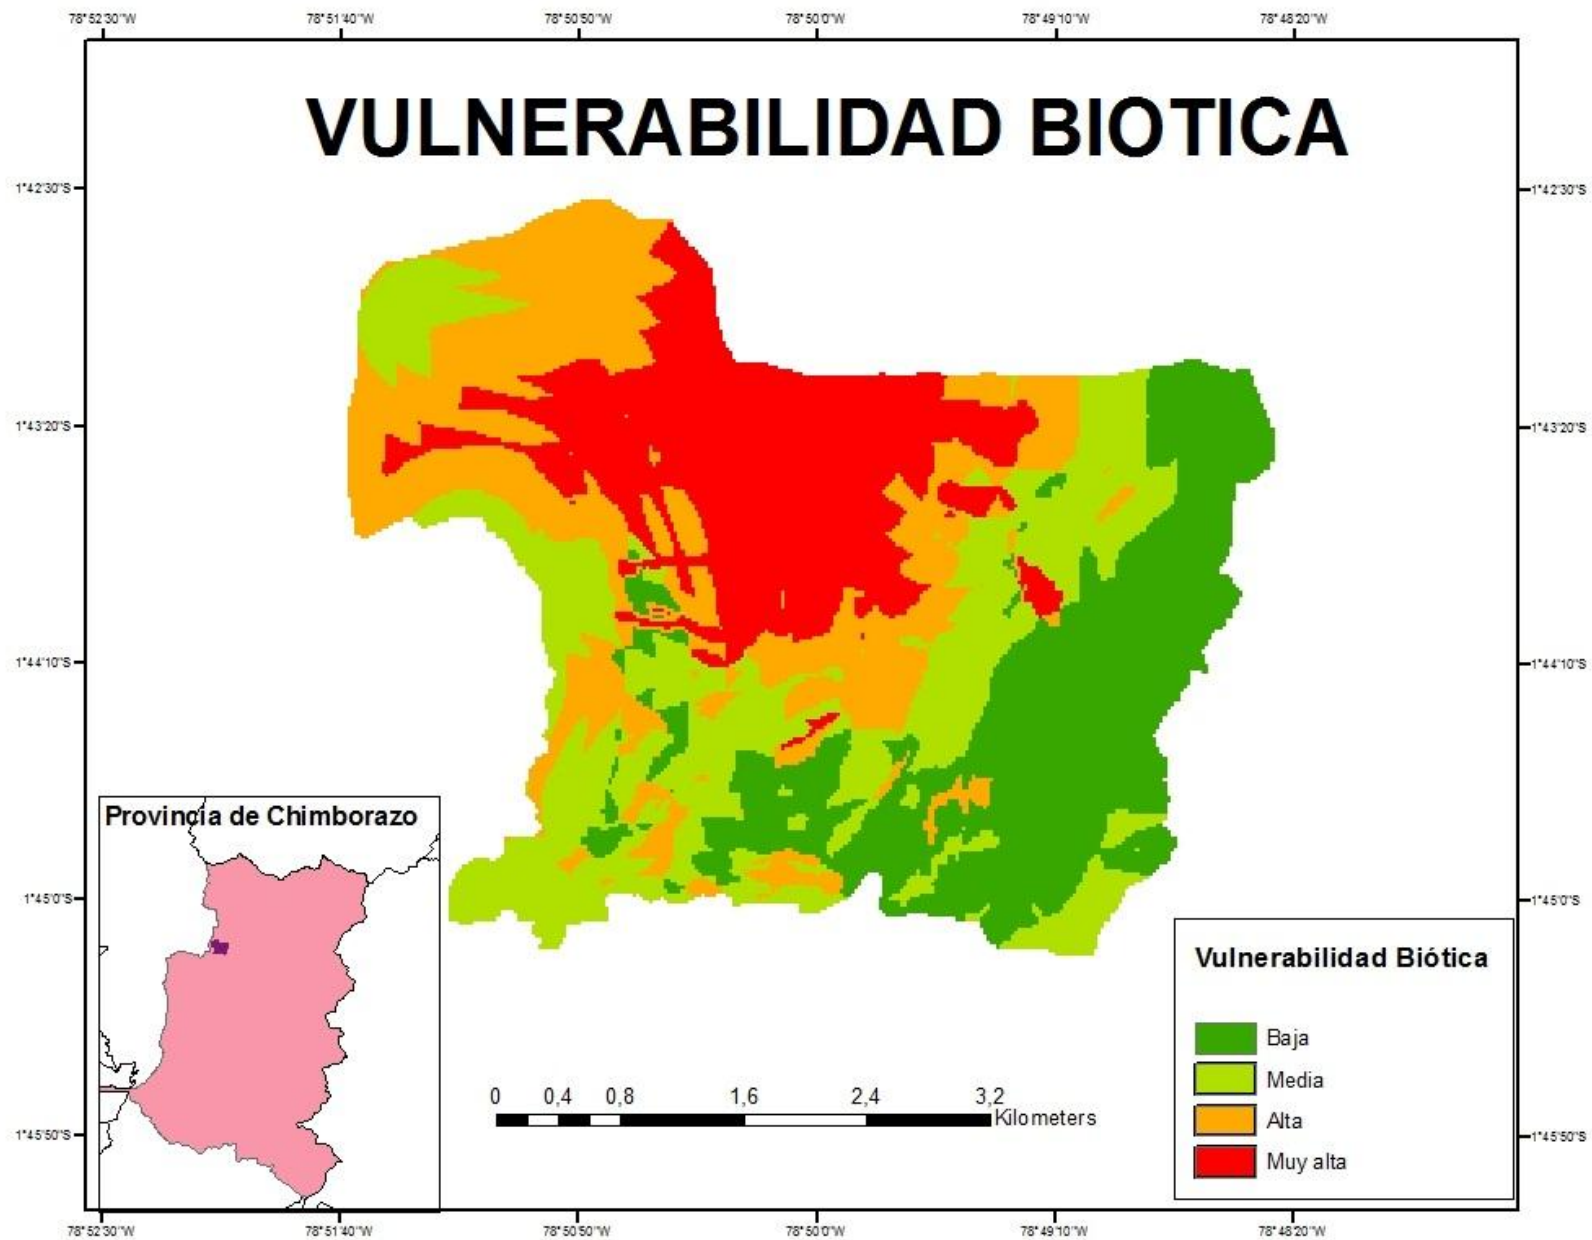 78°52'30"W 78°51'40"W 78°50'50"W 78°50'0"W 78°49'10"W 78°48'20"W
VULNERABILIDAD BIOTICA
1°42'30"S 1°42'30"S
1°43'20"S 1°43'20"S
1°44'10"S 1°44'10"S
Provincia de Chimborazo
1°45'0"S 1°45'0"S
Vulnerabilidad Biótica
Baja
Media
Alta
Muy alta
0 0,4 0,8 1,6 2,4 3,2
Kilometers
1°45'50"S 1°45'50"S
78°52'30"W 78°51'40"W 78°50'50"W 78°50'0"W 78°49'10"W 78°48'20"W